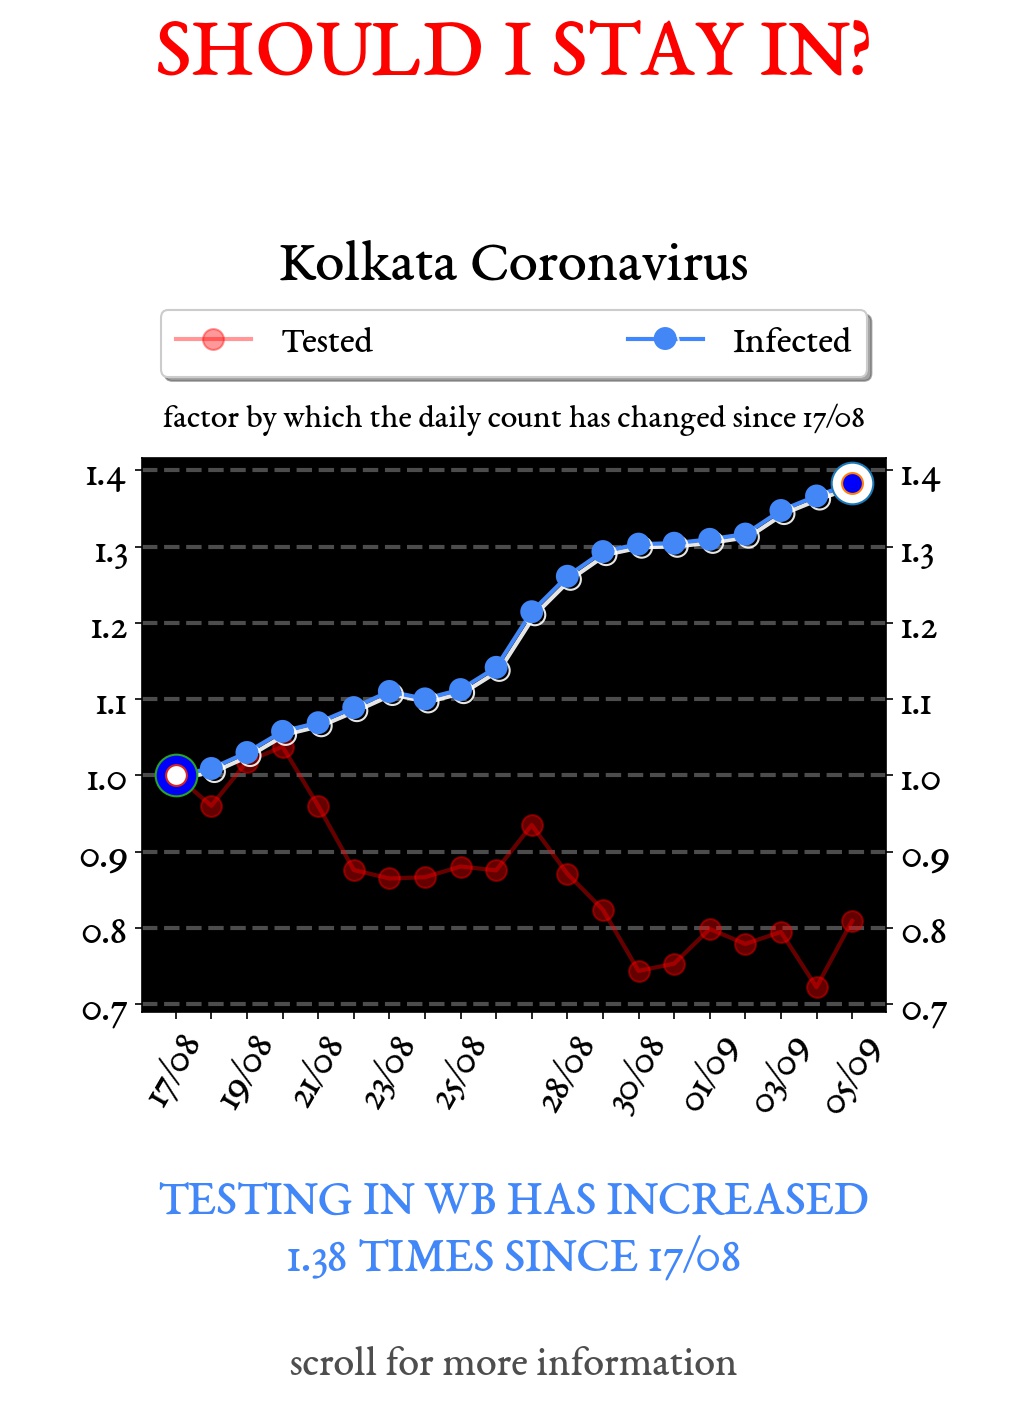 SHOULD I STAY IN?
Kolkata Coronavirus
Tested Infected
factor by which the daily count has changed since 17/08
1.4 1.4
1.3 1.3
1.2 1.2
1.1 1.1
1.0 1.0
0.9 0.9
0.8 0.8
0.7 0.7
17/08 19/08 21/08 23/08 25/08 28/08 30/08 01/09 03/09 05/09
TESTING IN WB HAS INCREASED
1.38 TIMES SINCE 17/08
scroll for more information